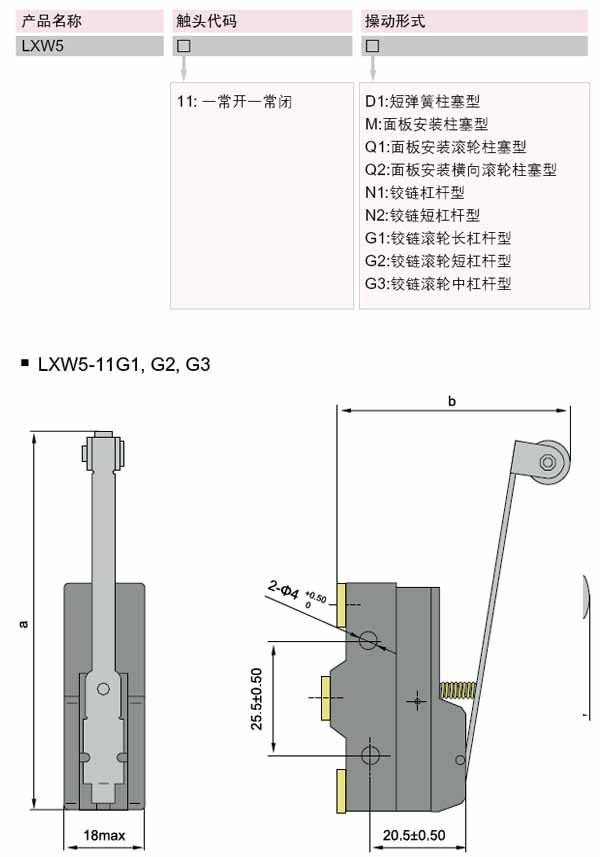 产品名称 触头代码 操动形式
LXW5 □ □
11: 一常开一常闭
D1:短弹簧柱塞型
M:面板安装柱塞型
Q1:面板安装滚轮柱塞型
Q2:面板安装横向滚轮柱塞型
N1:铰链杠杆型
N2:铰链短杠杆型
G1:铰链滚轮长杠杆型
G2:铰链滚轮短杠杆型
G3:铰链滚轮中杠杆型
■ LXW5-11G1, G2, G3
b
a
2-Φ4 +0.50 0
25.5±0.50
18max
20.5±0.50